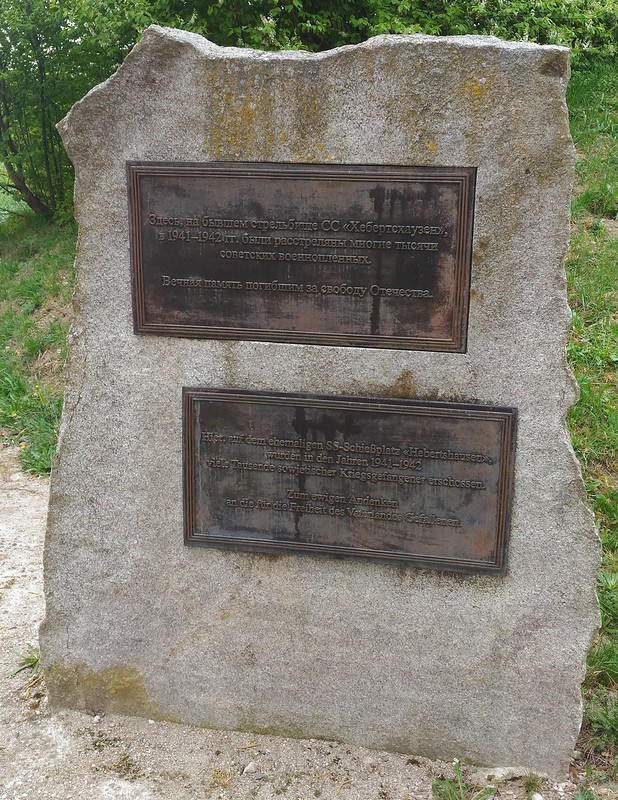 Здесь, на бывшем стрельбище СС «Хебертсхаузен»,
в 1941–1942 гг. были расстреляны многие тысячи
советских военнопленных.
Вечная память погибшим за свободу Отечества.
Hier, auf dem ehemaligen SS-Schießplatz «Hebertshausen»,
wurden in den Jahren 1941–1942
viele Tausende sowjetischer Kriegsgefangener erschossen.
Zum ewigen Andenken
an die für die Freiheit des Vaterlandes Gefallenen.